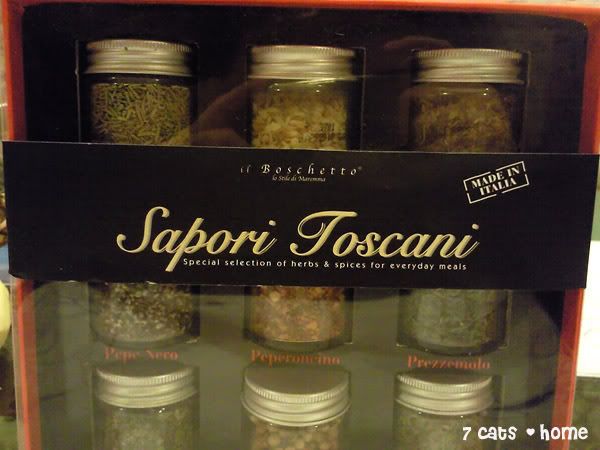 il Boschetto®
lo Stile di Maremma
MADE IN
ITALIA
Sapori Toscani
Special selection of herbs & spices for everyday meals
Pepe Nero
Peperoncino
Prezzemolo
7 cats ♥ home